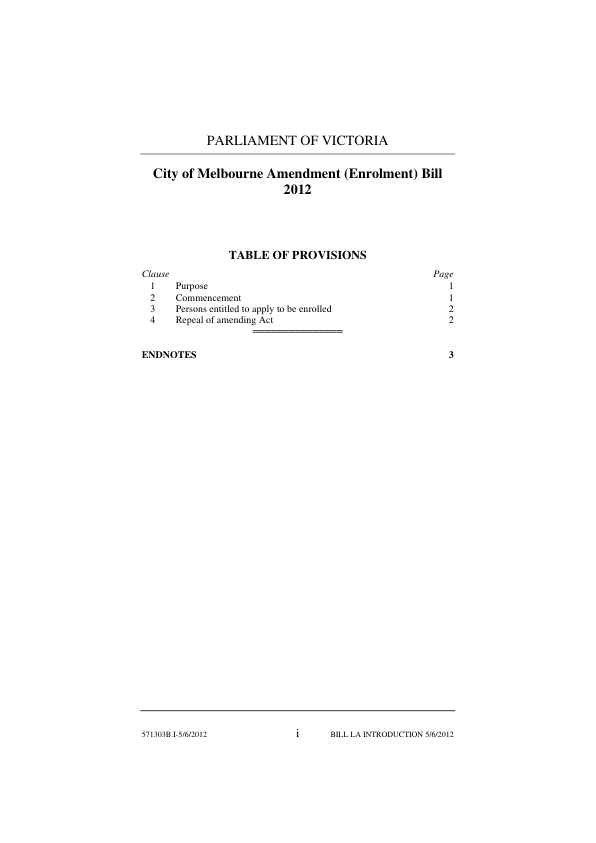 PARLIAMENT OF VICTORIA
City of Melbourne Amendment (Enrolment) Bill
2012
TABLE OF PROVISIONS
Clause Page
1 Purpose 1
2 Commencement 1
3 Persons entitled to apply to be enrolled 2
4 Repeal of amending Act 2
═══════════════
ENDNOTES 3
571303B.I-5/6/2012 i BILL LA INTRODUCTION 5/6/2012